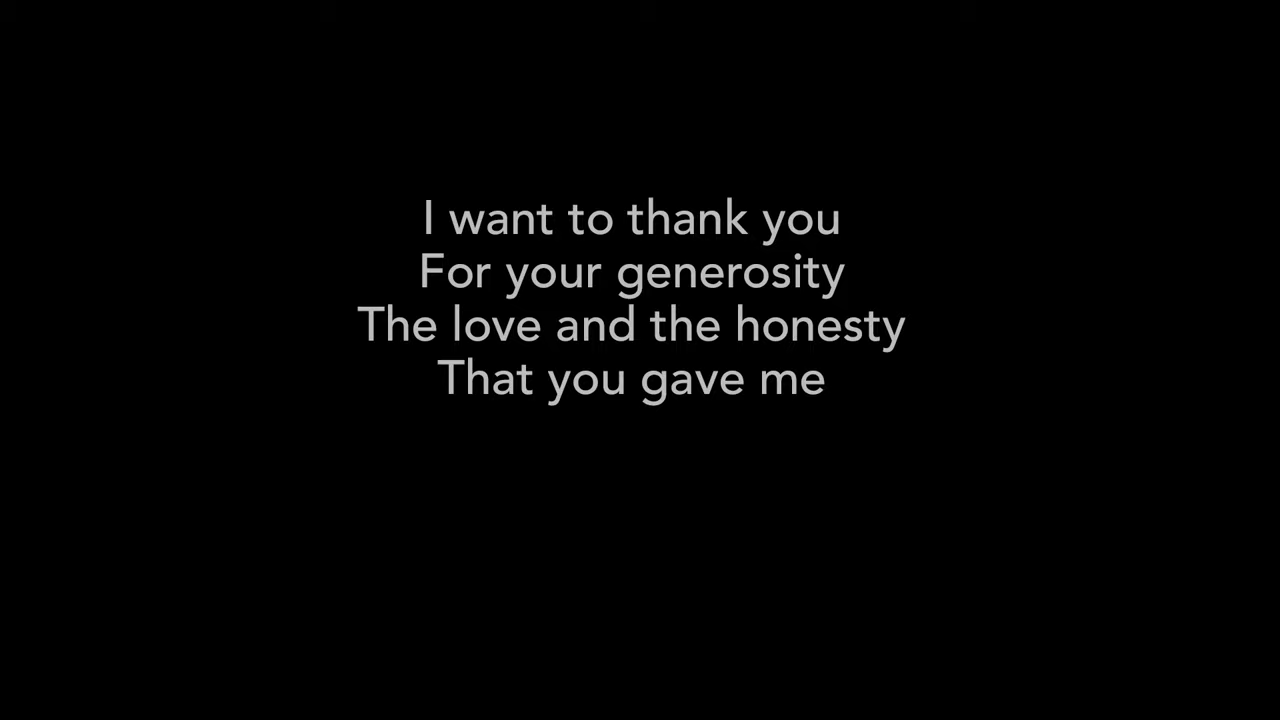 I want to thank you
For your generosity
The love and the honesty
That you gave me